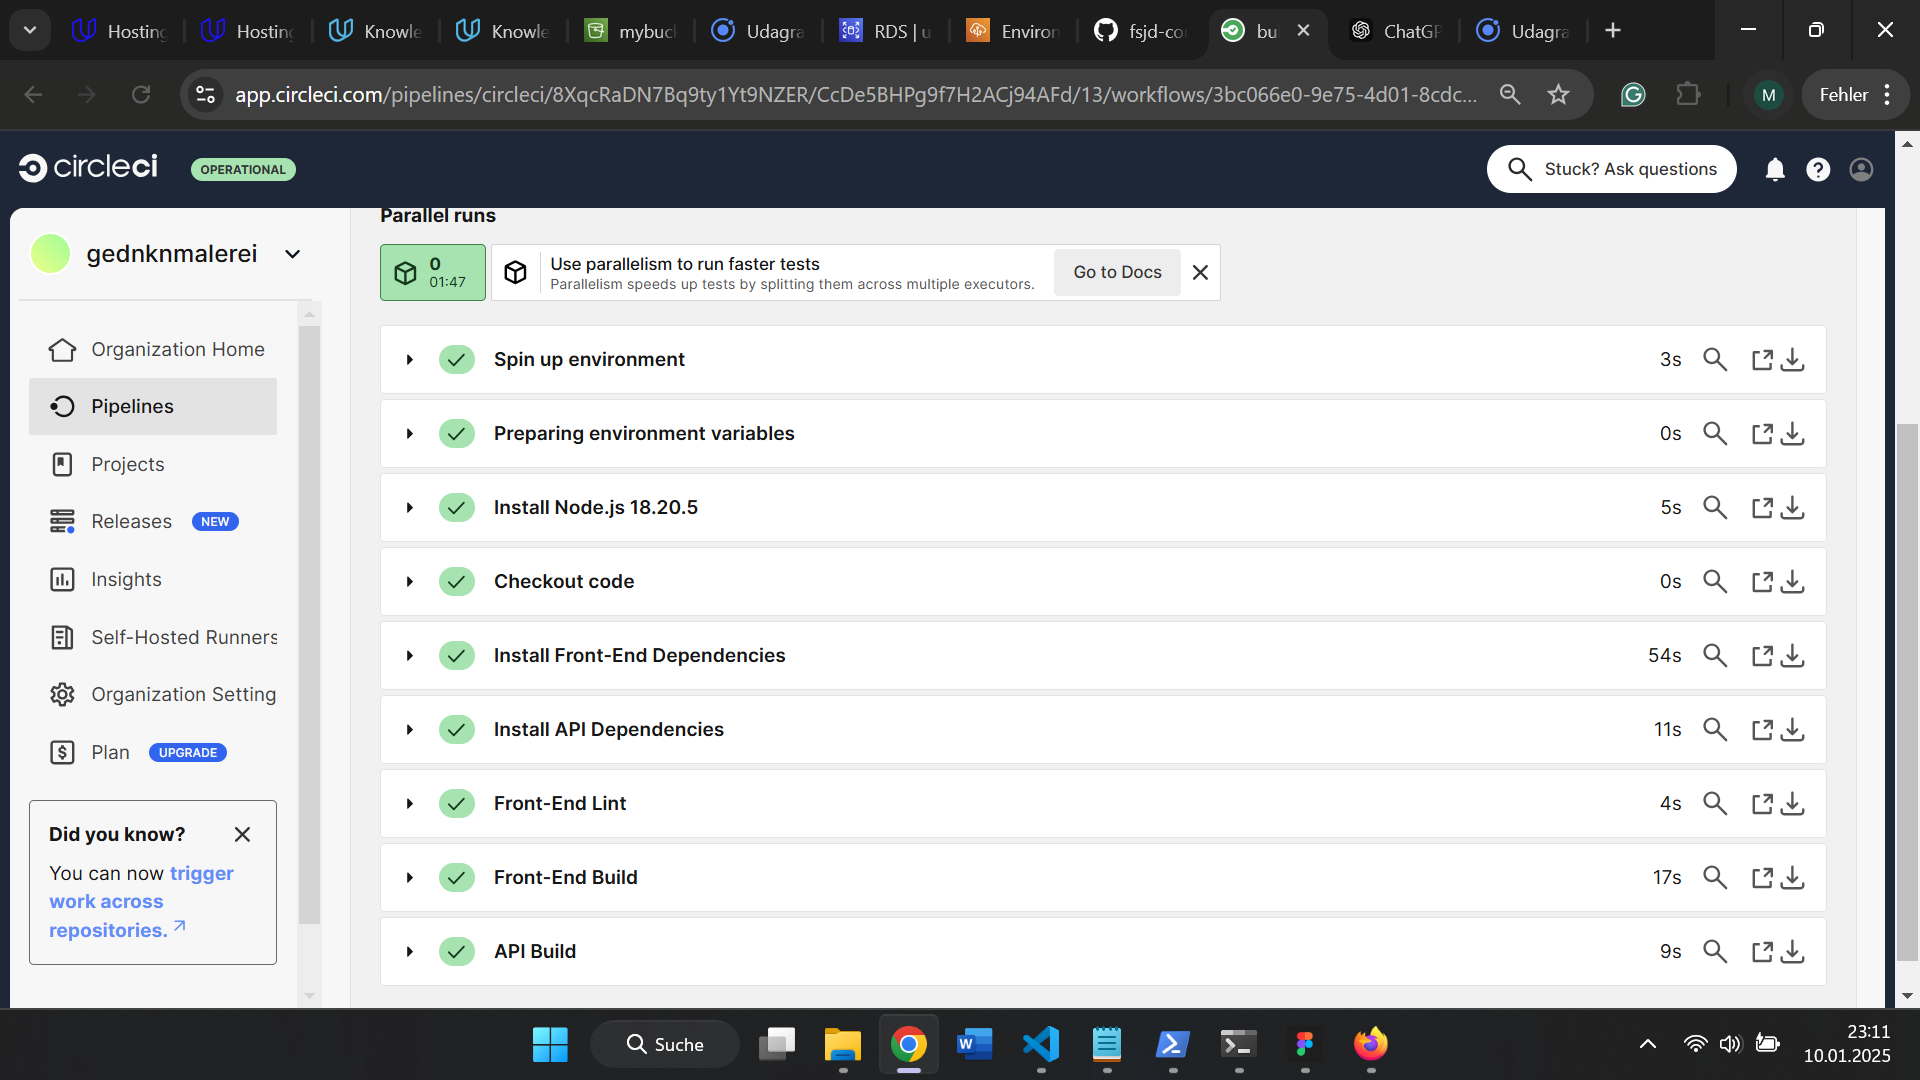 Hosting
Hosting
Knowle
Knowle
mybuck
Udagra
RDS | u
Environ
fsjd-co
bu
ChatGP
Udagra
app.circleci.com/pipelines/circleci/8XqcRaDN7Bq9ty1Yt9NZER/CcDe5BHPg9f7H2ACj94AFd/13/workflows/3bc066e0-9e75-4d01-8cdc...
M
Fehler
circleci
OPERATIONAL
Stuck? Ask questions
gednknmalerei
Organization Home
Pipelines
Projects
Releases NEW
Insights
Self-Hosted Runners
Organization Setting
Plan UPGRADE
Did you know?
You can now trigger
work across
repositories.
Parallel runs
0
01:47
Use parallelism to run faster tests
Parallelism speeds up tests by splitting them across multiple executors.
Go to Docs
Spin up environment 3s
Preparing environment variables 0s
Install Node.js 18.20.5 5s
Checkout code 0s
Install Front-End Dependencies 54s
Install API Dependencies 11s
Front-End Lint 4s
Front-End Build 17s
API Build 9s
Suche
23:11
10.01.2025